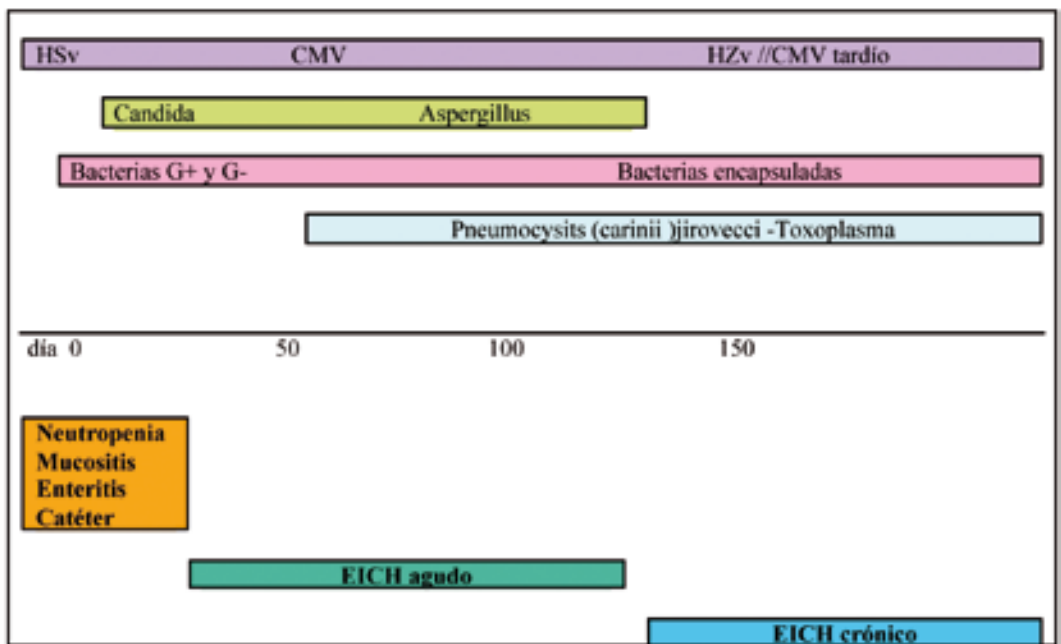 HSv CMV HZv //CMV tardío
Candida Aspergillus
Bacterias G+ y G- Bacterias encapsuladas
Pneumocysits (carinii )jirovecci -Toxoplasma
día 0 50 100 150
Neutropenia
Mucositis
Enteritis
Catéter
EICH agudo
EICH crónico